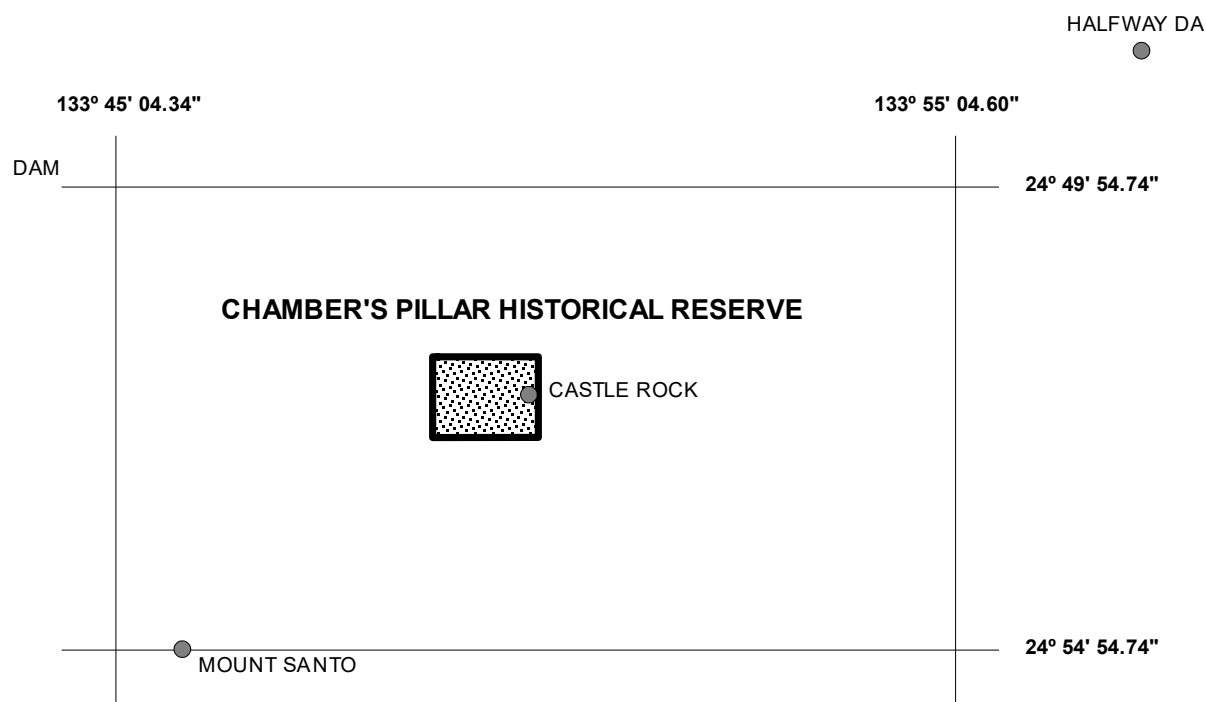 HALFWAY DA
133º 45' 04.34"
133º 55' 04.60"
DAM
24º 49' 54.74"
CHAMBER'S PILLAR HISTORICAL RESERVE
CASTLE ROCK
24º 54' 54.74"
MOUNT SANTO